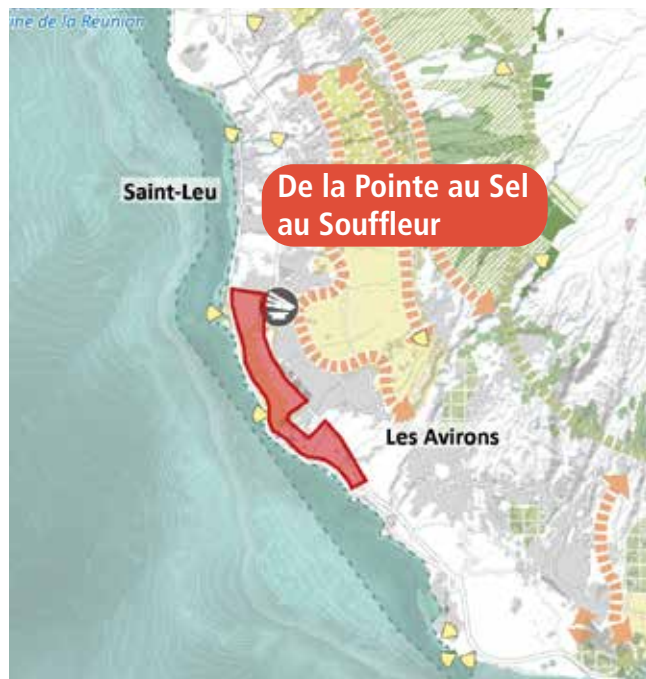 ine de la Réunion
De la Pointe au Sel
au Souffleur
Saint-Leu
Les Avirons